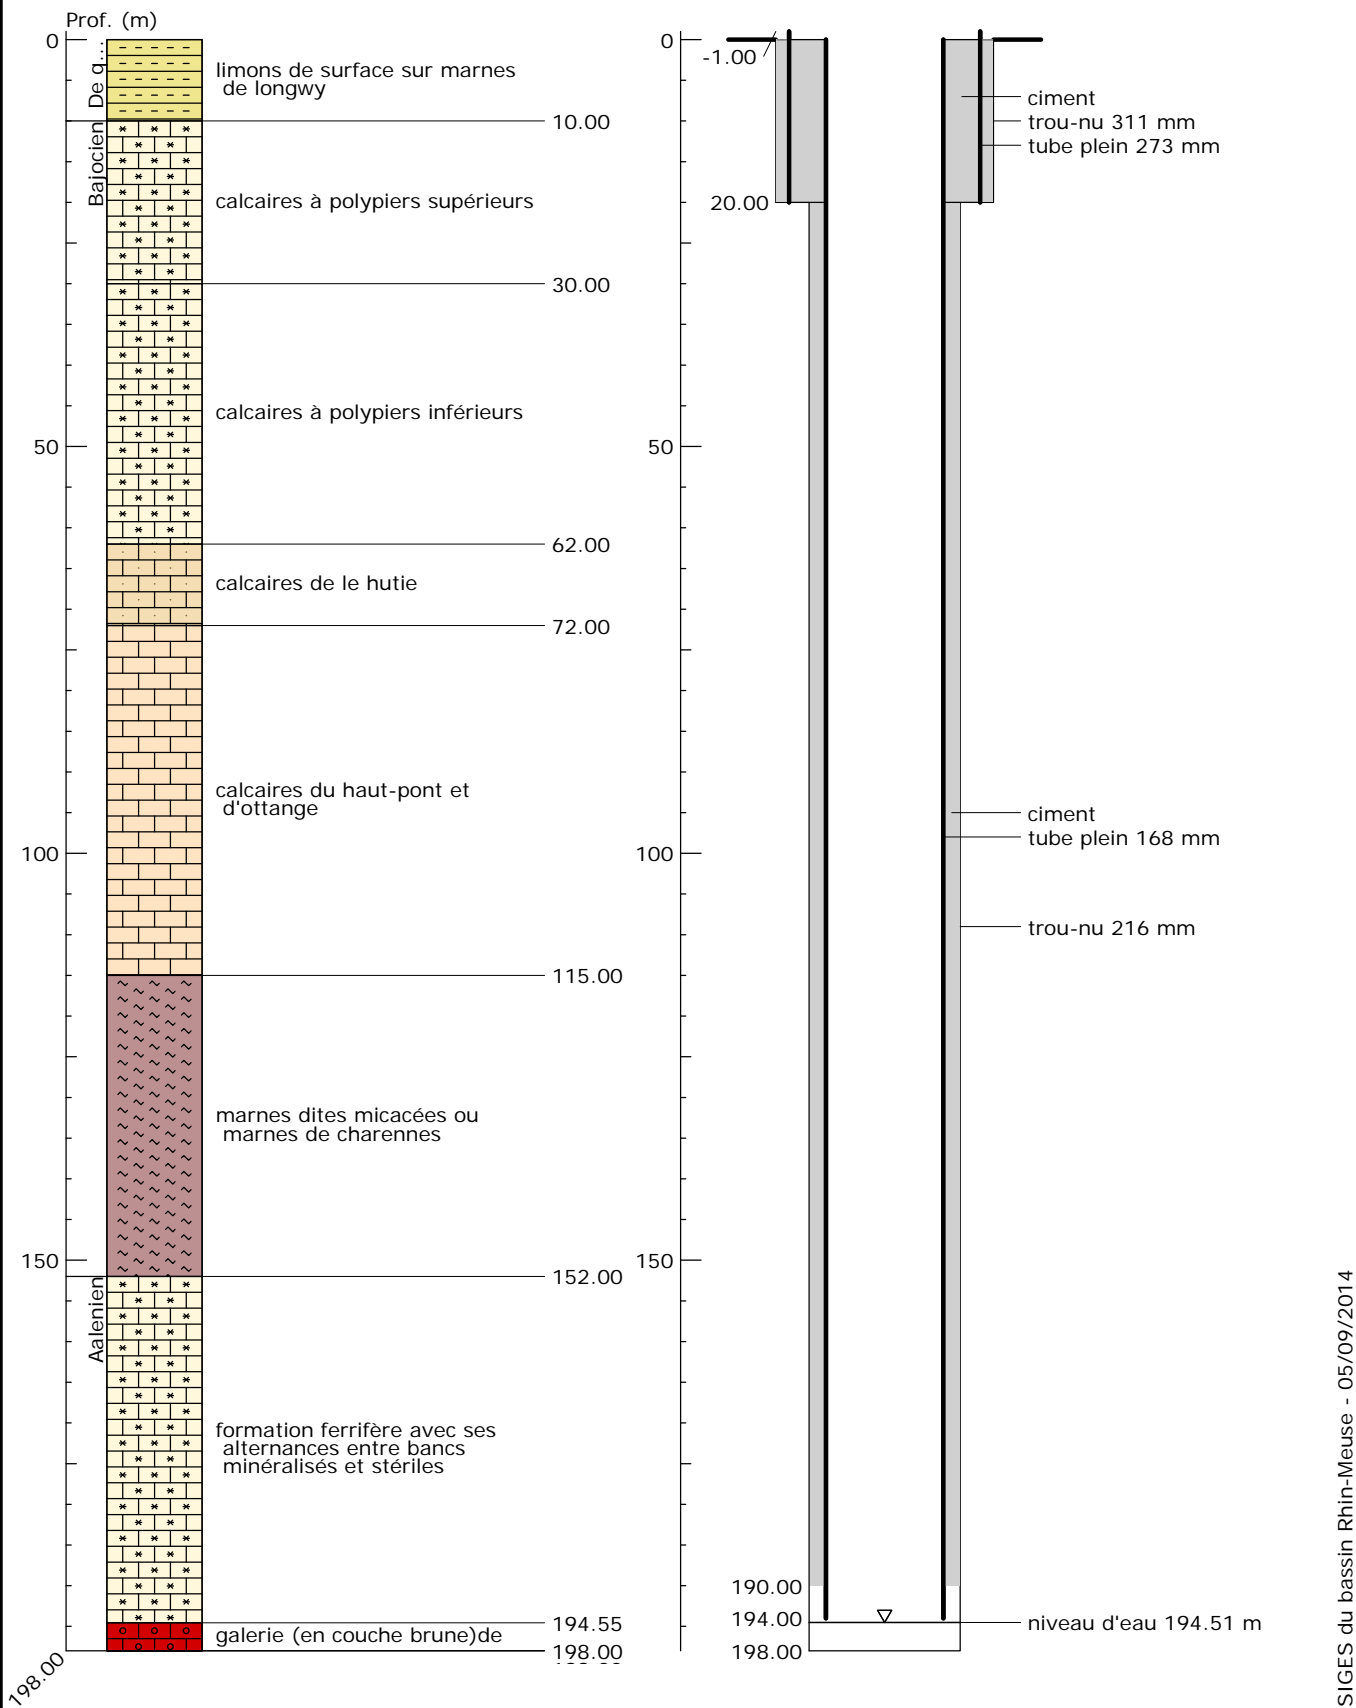 Prof. (m)
0
De q...
limons de surface sur marnes
de longwy
10.00
Bajocien
calcaires à polypiers supérieurs
30.00
calcaires à polypiers inférieurs
50
62.00
calcaires de le hutie
72.00
calcaires du haut-pont et
d'ottange
100
115.00
marnes dites micacées ou
marnes de charennes
150
152.00
Aalenien
formation ferrifère avec ses
alternances entre bancs
minéralisés et stériles
194.55
galerie (en couche brune)de
198.00
198.00
0
-1.00
ciment
trou-nu 311 mm
tube plein 273 mm
20.00
50
ciment
tube plein 168 mm
100
trou-nu 216 mm
150
190.00
194.00
niveau d'eau 194.51 m
198.00
SIGES du bassin Rhin-Meuse - 05/09/2014